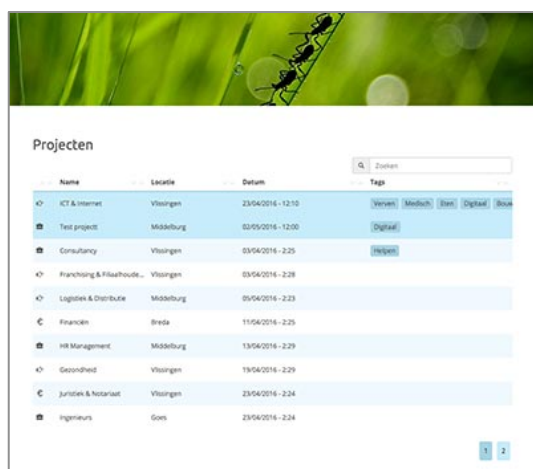 Projecten
Zoeken
Name Locatie Datum Tags
ICT & Internet Vlissingen 23/04/2016 - 12:10 Verven Medisch Eten Digitaal Bouw
Test projectt Middelburg 02/05/2016 - 12:00 Digitaal
Consultancy Vlissingen 03/04/2016 - 2:25 Helpen
Franchising & Filiaalhoude... Vlissingen 03/04/2016 - 2:28
Logistiek & Distributie Middelburg 05/04/2016 - 2:23
€ Financiën Breda 11/04/2016 - 2:25
HR Management Middelburg 13/04/2016 - 2:29
Gezondheid Vlissingen 19/04/2016 - 2:29
€ Juristiek & Notariaat Vlissingen 23/04/2016 - 2:24
Ingenieurs Goes 23/04/2016 - 2:24
1 2